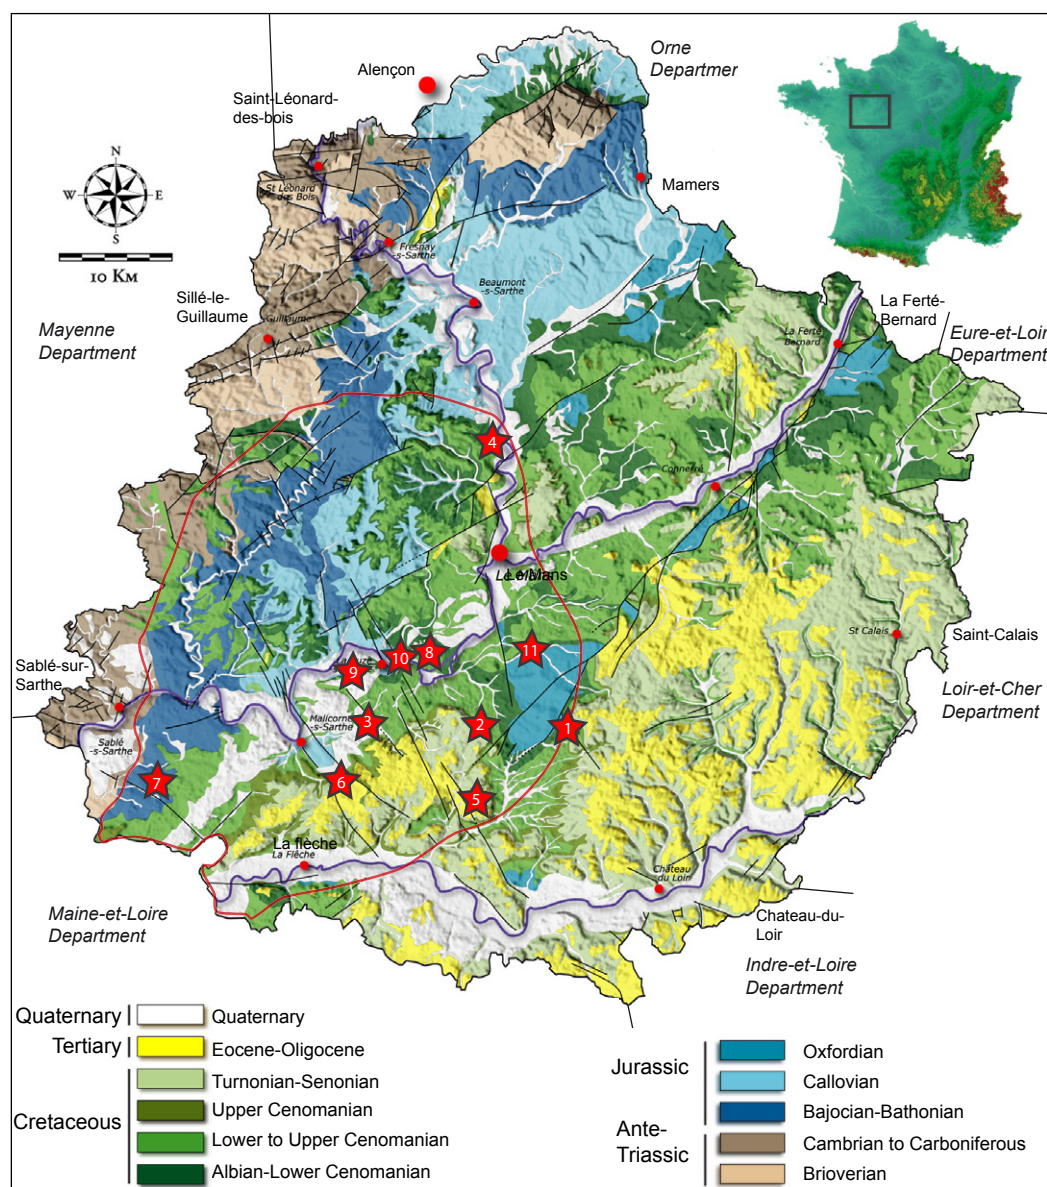 Orne
Departmer
Alençon
Saint-Léonard-
des-bois
N
W
E
S
St Léonard
des Bois
Mamers
10 Km
Fresnay
-s-Sarthe
Beaumont
-s-Sarthe
Sillé-le-
Guillaume
Guillaume
La Ferté-
Bernard
La Ferté
Bernard
Mayenne
Department
Eure-et-Loir
Department
4
Connerré
Le Mans
St Calais
Saint-Calais
11
8
10
9
Sablé-sur-
Sarthe
Loir-et-Cher
Department
Malicorne
-s-Sarthe
3
2
1
Sablé
-s-Sarthe
7
6
5
La flèche
La Flèche
Château
du Loir
Maine-et-Loire
Department
Chateau-du-
Loir
Indre-et-Loire
Department
Quaternary
Quaternary
Tertiary
Eocene-Oligocene
Cretaceous
Turnonian-Senonian
Upper Cenomanian
Lower to Upper Cenomanian
Albian-Lower Cenomanian
Jurassic
Oxfordian
Callovian
Bajocian-Bathonian
Ante-
Triassic
Cambrian to Carboniferous
Brioverian